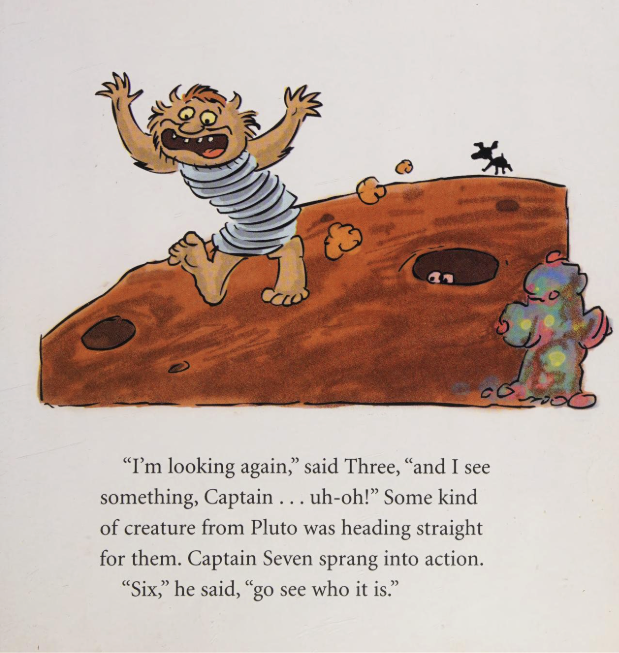 “I’m looking again,” said Three, “and I see
something, Captain . . . uh-oh!” Some kind
of creature from Pluto was heading straight
for them. Captain Seven sprang into action.
“Six,” he said, “go see who it is.”